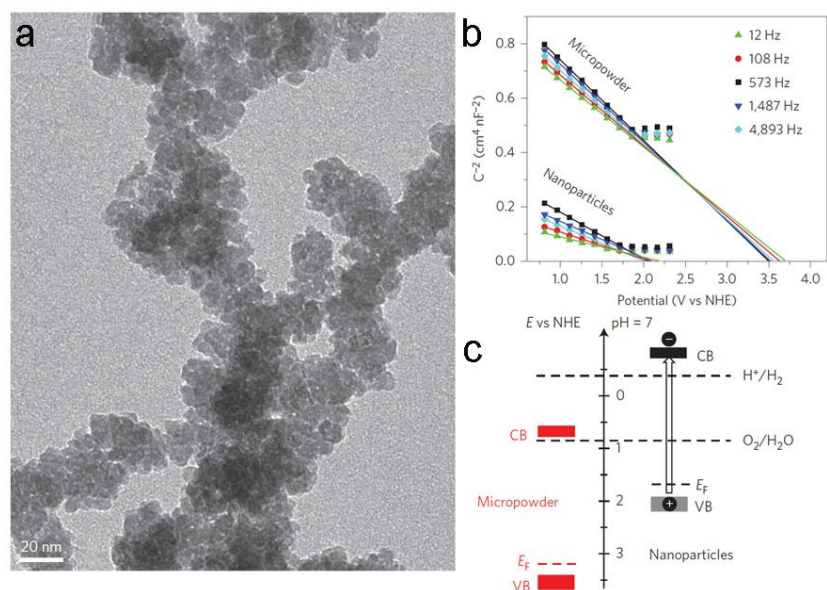 a
20 nm
b
C⁻² (cm⁴ nF⁻²)
0.8
0.6
0.4
0.2
0.0
Micropowder
Nanoparticles
12 Hz
108 Hz
573 Hz
1,487 Hz
4,893 Hz
1.0 1.5 2.0 2.5 3.0 3.5 4.0
Potential (V vs NHE)
c
E vs NHE pH = 7
−
CB
H⁺/H₂
0
CB
O₂/H₂O
1
EF
Micropowder
2
+
VB
3
Nanoparticles
EF
VB